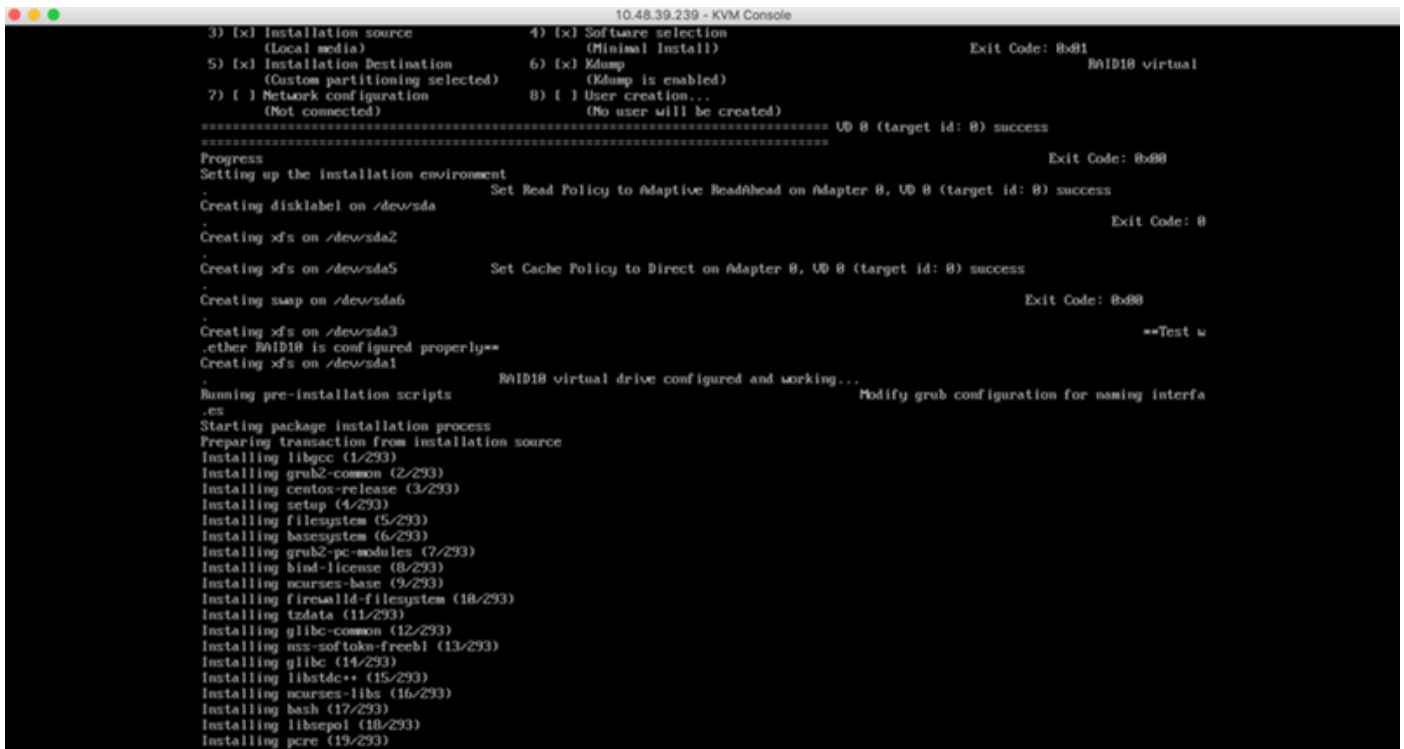 10.48.39.239 - KVM Console
3) [x] Installation source 4) [x] Software selection
(Local media) (Minimal Install) Exit Code: 0x01
5) [x] Installation Destination 6) [x] Kdump RAID10 virtual
(Custom partitioning selected) (Kdump is enabled)
7) [ ] Network configuration 8) [ ] User creation...
(Not connected) (No user will be created)
================================================================================ VD 0 (target id: 0) success
================================================================================
Progress Exit Code: 0x00
Setting up the installation environment
. Set Read Policy to Adaptive ReadAhead on Adapter 0, VD 0 (target id: 0) success
Creating disklabel on /dev/sda
. Exit Code: 0
Creating xfs on /dev/sda2
.
Creating xfs on /dev/sda5 Set Cache Policy to Direct on Adapter 0, VD 0 (target id: 0) success
.
Creating swap on /dev/sda6 Exit Code: 0x00
.
Creating xfs on /dev/sda3 **Test w
.ether RAID10 is configured properly**
Creating xfs on /dev/sda1
. RAID10 virtual drive configured and working...
Running pre-installation scripts Modify grub configuration for naming interfa
.es
Starting package installation process
Preparing transaction from installation source
Installing libgcc (1/293)
Installing grub2-common (2/293)
Installing centos-release (3/293)
Installing setup (4/293)
Installing filesystem (5/293)
Installing basesystem (6/293)
Installing grub2-pc-modules (7/293)
Installing bind-license (8/293)
Installing ncurses-base (9/293)
Installing firewalld-filesystem (10/293)
Installing tzdata (11/293)
Installing glibc-common (12/293)
Installing nss-softokn-freebl (13/293)
Installing glibc (14/293)
Installing libstdc++ (15/293)
Installing ncurses-libs (16/293)
Installing bash (17/293)
Installing libsepol (18/293)
Installing pcre (19/293)